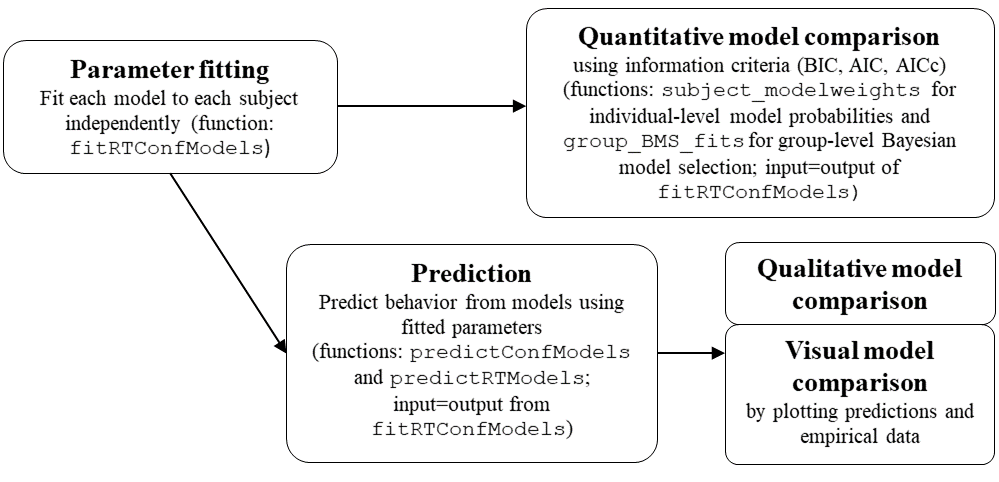 Parameter fitting
Fit each model to each subject
independently (function:
fitRTConfModels)
Quantitative model comparison
using information criteria (BIC, AIC, AICc)
(functions: subject_modelweights for
individual-level model probabilities and
group_BMS_fits for group-level Bayesian
model selection; input=output of
fitRTConfModels)
Prediction
Predict behavior from models using
fitted parameters
(functions: predictConfModels
and predictRTModels;
input=output from
fitRTConfModels)
Qualitative model
comparison
Visual model
comparison
by plotting predictions and
empirical data